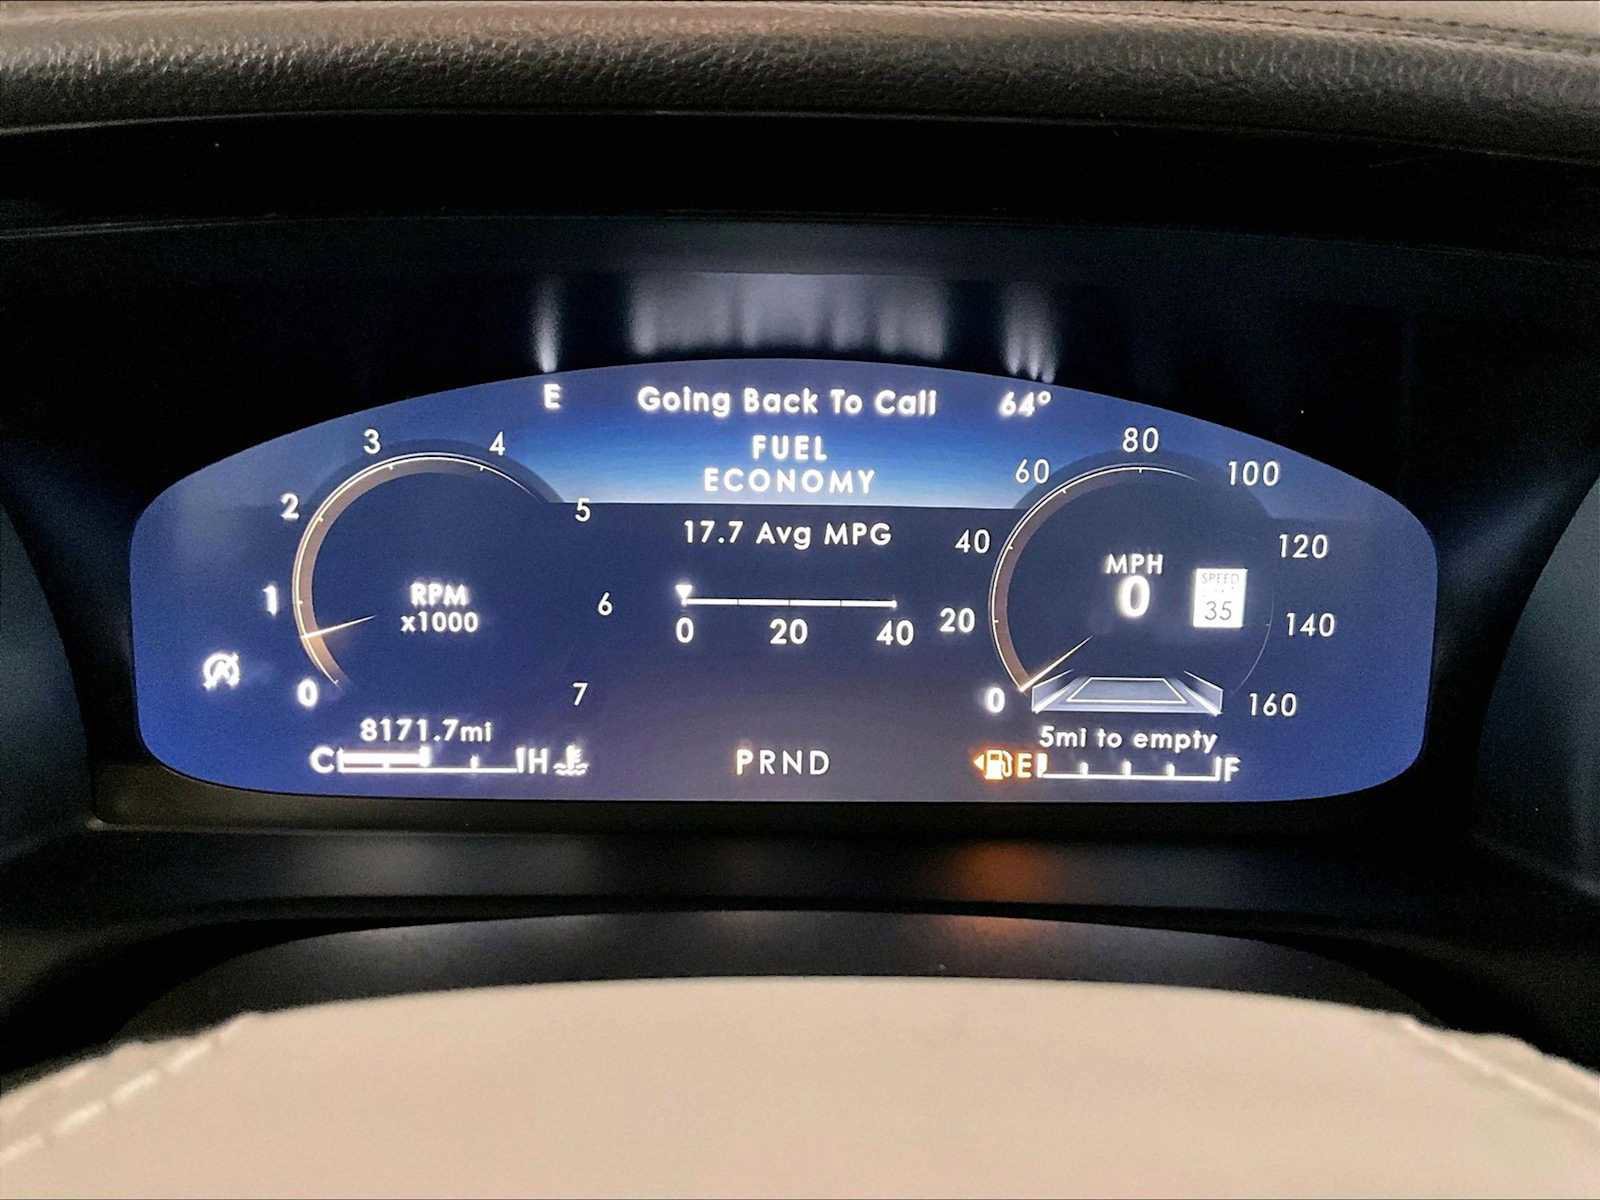 E Going Back To Cali 64°
FUEL
ECONOMY
17.7 Avg MPG
0 20 40
0 1 2 3 4 5 6 7
RPM
x1000
0 20 40 60 80 100 120 140 160
MPH
0
SPEED
35
8171.7mi
C H
PRND
5mi to empty
E F